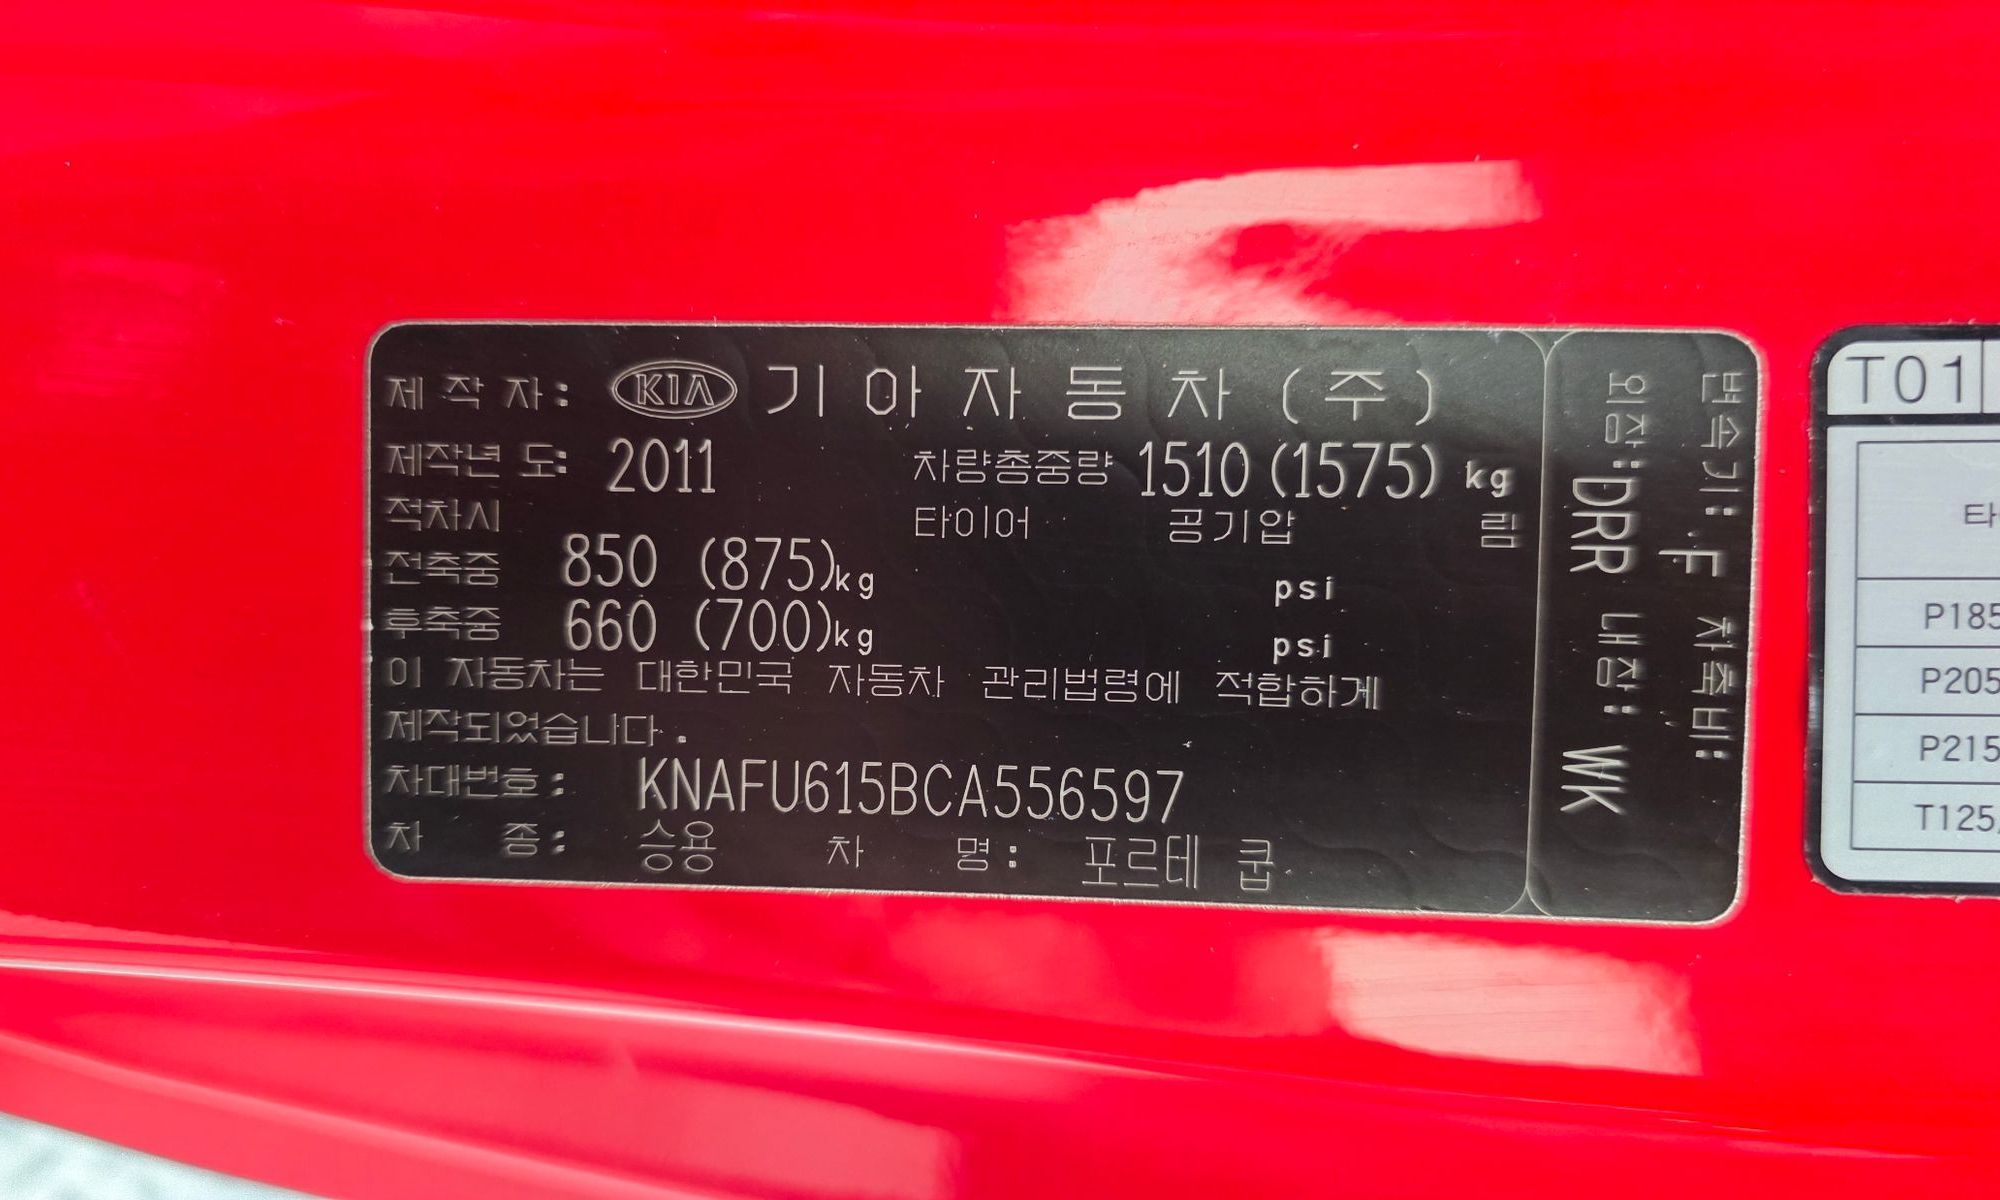 제 작 자: KIA 기 아 자 동 차 (주)
제작년 도: 2011 차량총중량 1510 (1575) kg
적차시 타이어 공기압 림
전축중 850 (875)kg psi
후축중 660 (700)kg psi
이 자동차는 대한민국 자동차 관리법령에 적합하게
제작되었습니다.
차대번호: KNAFU615BCA556597
차 종: 승용 차 명: 포르테 쿱
변속기: F 차축비:
외장:DRR 내장: WK
T01
P185
P205
P215
T125